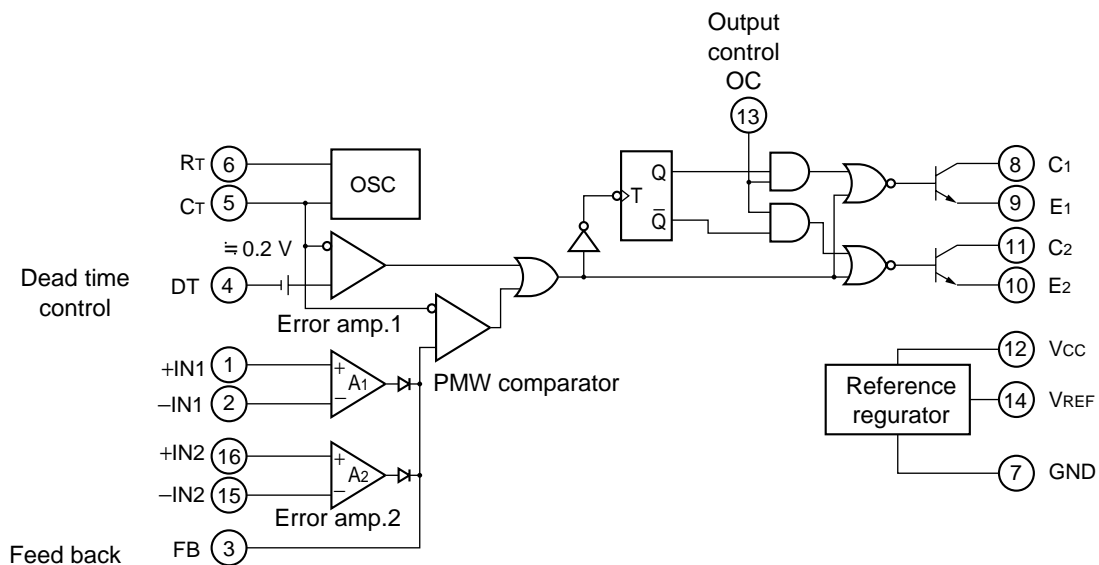 Output
control
OC
13
RT 6
OSC
CT 5
Q
T
Q̅
8 C1
9 E1
11 C2
10 E2
≒ 0.2 V
Dead time
control
DT 4
Error amp.1
PMW comparator
+IN1 1
+
A1
−
−IN1 2
+IN2 16
+
A2
−
−IN2 15
Error amp.2
Feed back
FB 3
12 VCC
Reference
regurator
14 VREF
7 GND